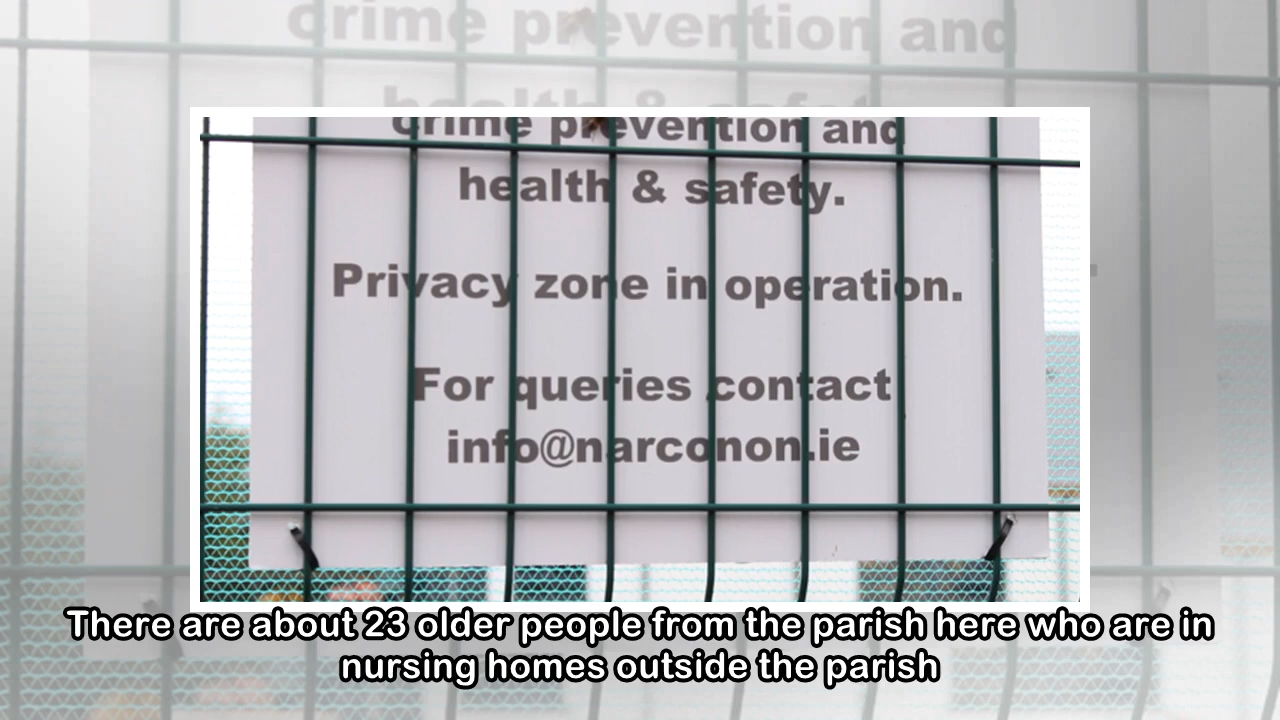 crime prevention and
health & safety.
Privacy zone in operation.
For queries contact
info@narconon.ie
There are about 23 older people from the parish here who are in
nursing homes outside the parish